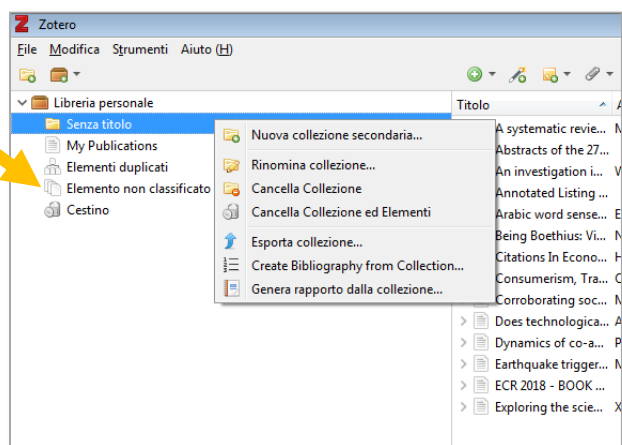 Zotero
File Modifica Strumenti Aiuto (H)
Libreria personale
Senza titolo
My Publications
Elementi duplicati
Elemento non classificato
Cestino
Nuova collezione secondaria...
Rinomina collezione...
Cancella Collezione
Cancella Collezione ed Elementi
Esporta collezione...
Create Bibliography from Collection...
Genera rapporto dalla collezione...
Titolo
A systematic revie...
Abstracts of the 27...
An investigation i...
Annotated Listing ...
Arabic word sense...
Being Boethius: Vi...
Citations In Econo...
Consumerism, Tra...
Corroborating soc...
Does technologica...
Dynamics of co-a...
Earthquake trigger...
ECR 2018 - BOOK ...
Exploring the scie...